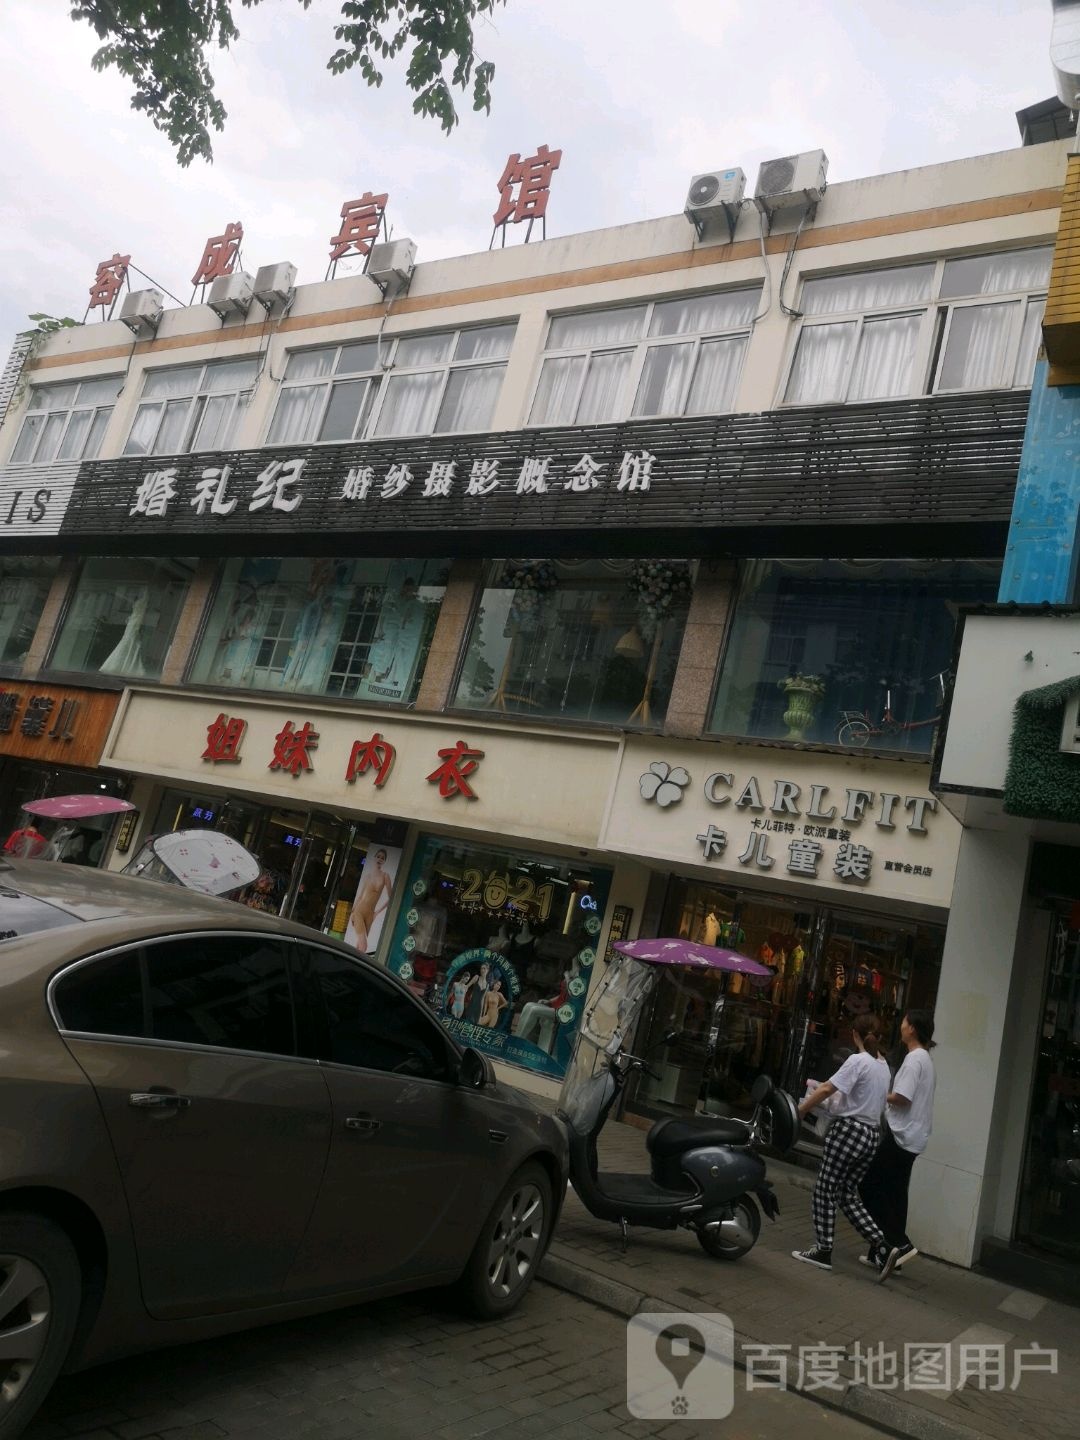 容成宾馆
IS
婚礼纪 婚纱摄影概念馆
姐妹内衣
CARLFIT
卡儿菲特·欧派童装
卡儿童装
直营会员店
2021
百度地图用户